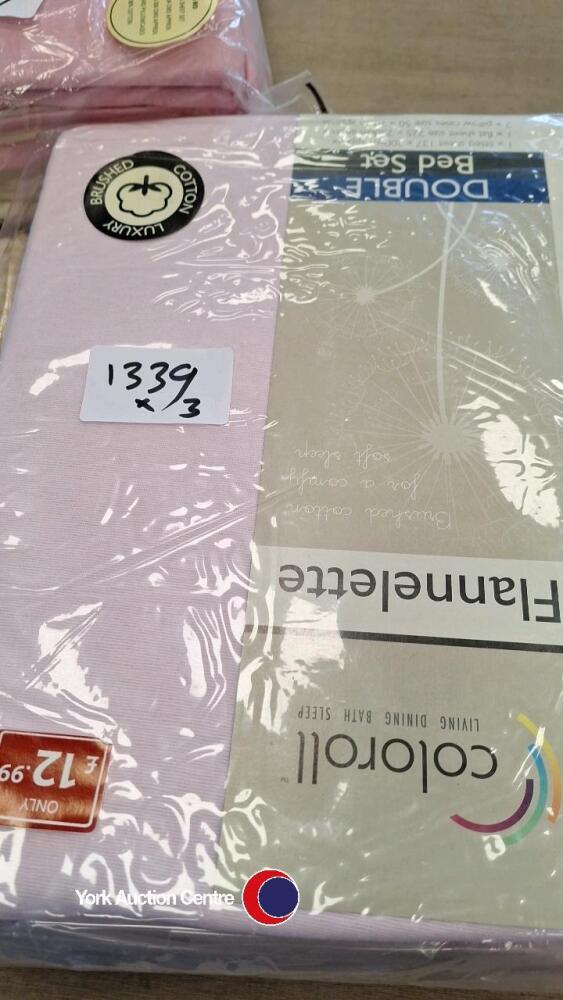 coloroll™
LIVING DINING BATH SLEEP
Flannelette
Brushed cotton
for a comfy
soft sleep
DOUBLE
Bed Set
BRUSHED COTTON
LUXURY
1339
x 3
ONLY
£12.99
York Auction Centre